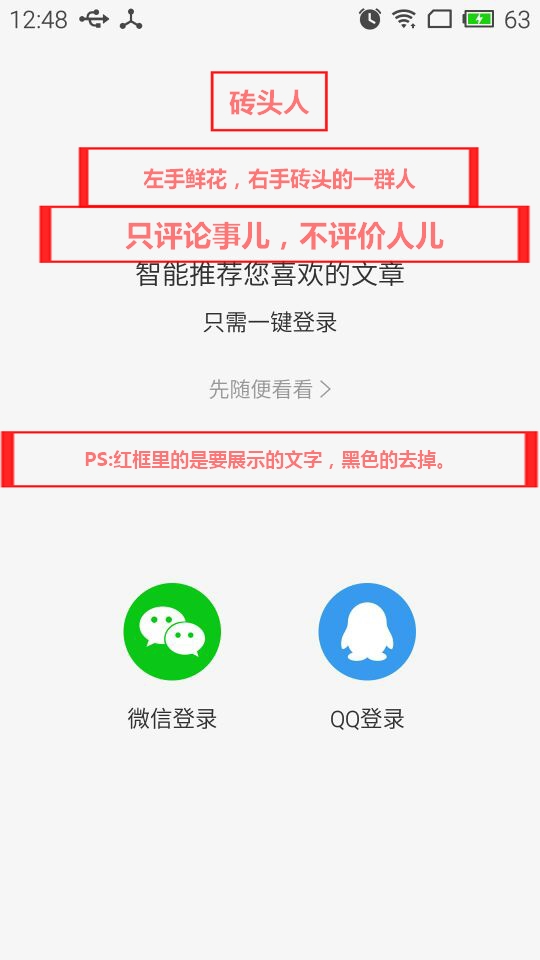 12:48 63
砖头人
左手鲜花，右手砖头的一群人
只评论事儿，不评价人儿
智能推荐您喜欢的文章
只需一键登录
先随便看看 >
PS:红框里的是要展示的文字，黑色的去掉。
微信登录 QQ登录